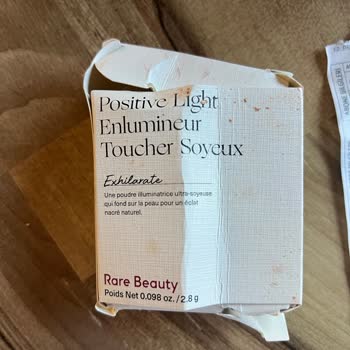 Positive Light
Enlumineur
Toucher Soyeux
Exhilarate
Une poudre illuminatrice ultra-soyeuse
qui fond sur la peau pour un éclat
nacré naturel.
Rare Beauty
Poids Net 0.098 oz. / 2.8 g